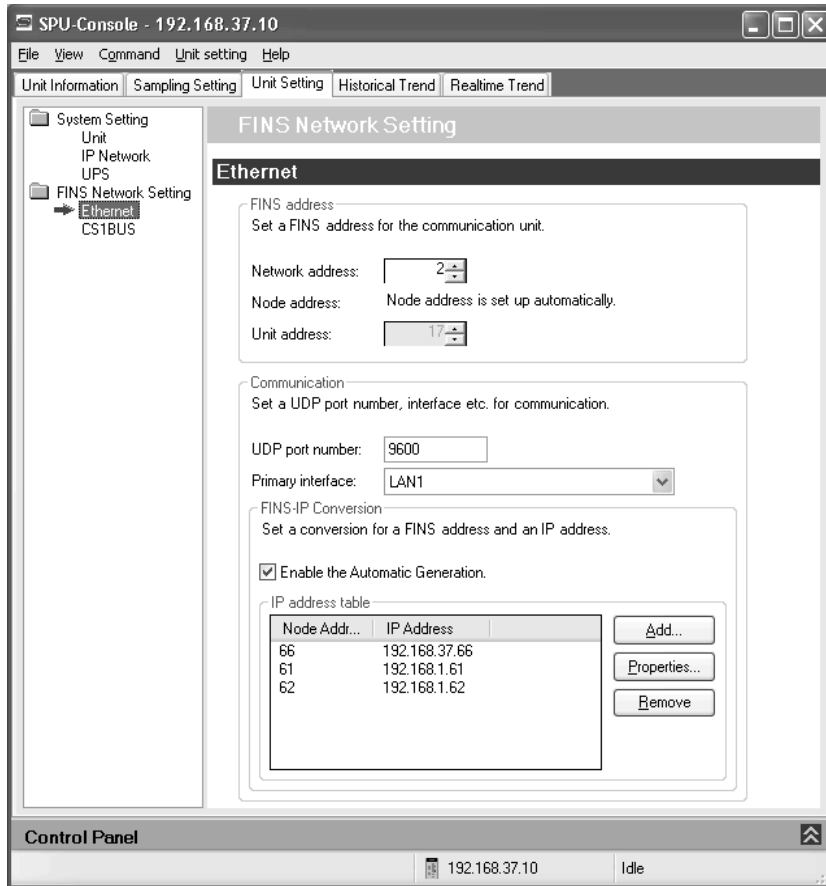 SPU-Console - 192.168.37.10
File View Command Unit setting Help
Unit Information Sampling Setting Unit Setting Historical Trend Realtime Trend
System Setting
Unit
IP Network
UPS
FINS Network Setting
Ethernet
CS1BUS
FINS Network Setting
Ethernet
FINS address
Set a FINS address for the communication unit.
Network address: 2
Node address: Node address is set up automatically.
Unit address: 17
Communication
Set a UDP port number, interface etc. for communication.
UDP port number: 9600
Primary interface: LAN1
FINS-IP Conversion
Set a conversion for a FINS address and an IP address.
Enable the Automatic Generation.
IP address table
Node Addr... IP Address
66 192.168.37.66
61 192.168.1.61
62 192.168.1.62
Add...
Properties...
Remove
Control Panel
192.168.37.10 Idle